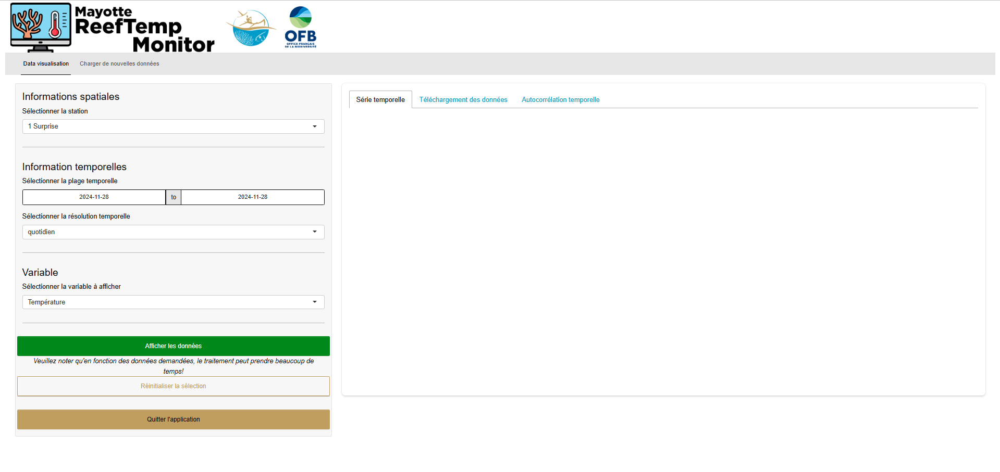 Mayotte
ReefTemp
Monitor
OFB
OFFICE FRANÇAIS
DE LA BIODIVERSITÉ
Data visualisation
Charger de nouvelles données
Informations spatiales
Sélectionner la station
1 Surprise
Information temporelles
Sélectionner la plage temporelle
2024-11-28 to 2024-11-28
Sélectionner la résolution temporelle
quotidien
Variable
Sélectionner la variable à afficher
Température
Afficher les données
Veuillez noter qu'en fonction des données demandées, le traitement peut prendre beaucoup de
temps!
Réinitialiser la sélection
Quitter l'application
Série temporelle
Téléchargement des données
Autocorrélation temporelle